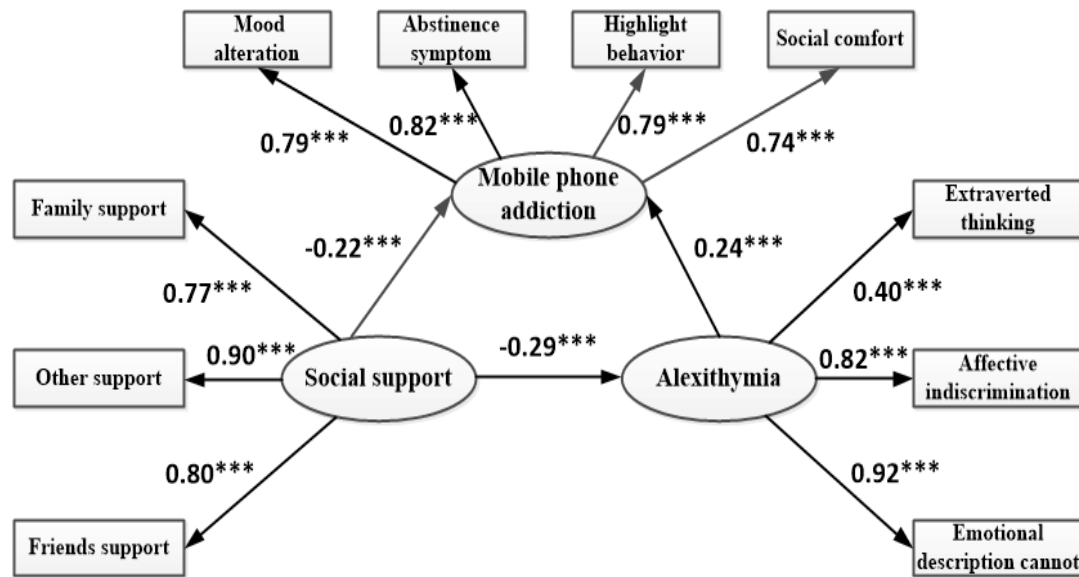 Mood
alteration
Abstinence
symptom
Highlight
behavior
Social comfort
0.79***
0.82***
0.79***
0.74***
Mobile phone
addiction
Family support
Extraverted
thinking
-0.22***
0.24***
0.77***
0.40***
Other support
0.90***
Social support
-0.29***
Alexithymia
0.82***
Affective
indiscrimination
0.80***
0.92***
Friends support
Emotional
description cannot